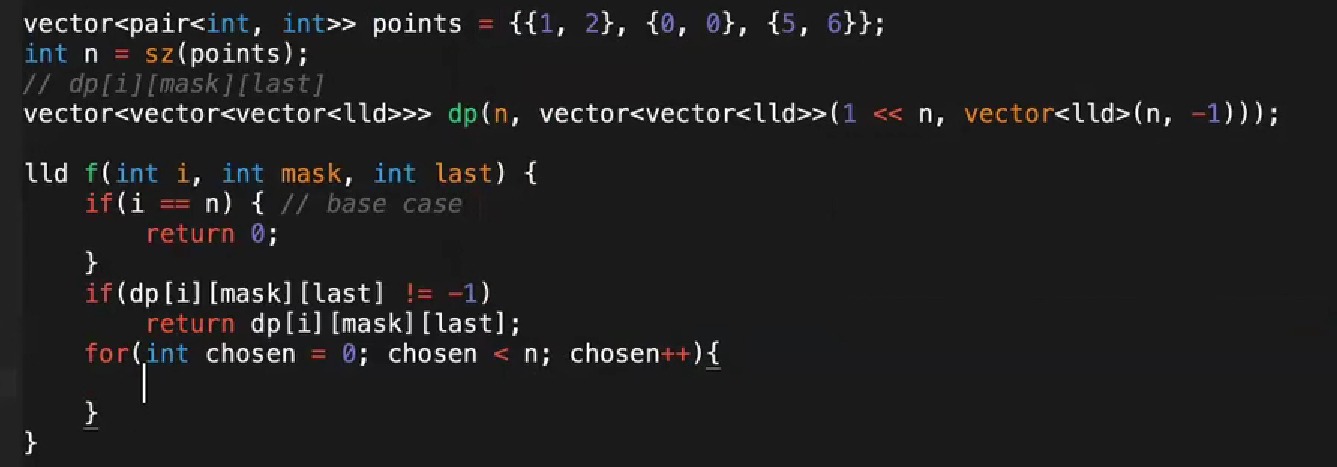 vector<pair<int, int>> points = {{1, 2}, {0, 0}, {5, 6}};
int n = sz(points);
// dp[i][mask][last]
vector<vector<vector<lld>>> dp(n, vector<vector<lld>>(1 << n, vector<lld>(n, -1)));

lld f(int i, int mask, int last) {
    if(i == n) { // base case
        return 0;
    }
    if(dp[i][mask][last] != -1)
        return dp[i][mask][last];
    for(int chosen = 0; chosen < n; chosen++){

    }
}